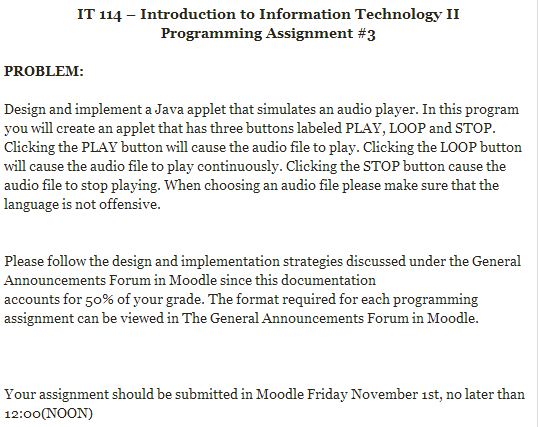 IT 114 – Introduction to Information Technology II
Programming Assignment #3
PROBLEM:
Design and implement a Java applet that simulates an audio player. In this program
you will create an applet that has three buttons labeled PLAY, LOOP and STOP.
Clicking the PLAY button will cause the audio file to play. Clicking the LOOP button
will cause the audio file to play continuously. Clicking the STOP button cause the
audio file to stop playing. When choosing an audio file please make sure that the
language is not offensive.
Please follow the design and implementation strategies discussed under the General
Announcements Forum in Moodle since this documentation
accounts for 50% of your grade. The format required for each programming
assignment can be viewed in The General Announcements Forum in Moodle.
Your assignment should be submitted in Moodle Friday November 1st, no later than
12:00(NOON)